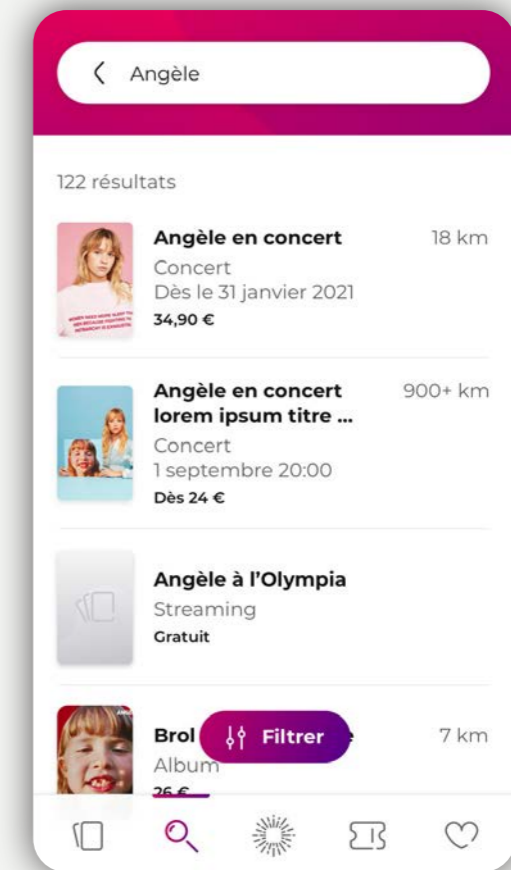 Angèle
122 résultats
Angèle en concert
18 km
Concert
Dès le 31 janvier 2021
34,90 €
Angèle en concert
900+ km
lorem ipsum titre ...
Concert
1 septembre 20:00
Dès 24 €
Angèle à l'Olympia
Streaming
Gratuit
Brol
Filtrer
7 km
Album
26 €